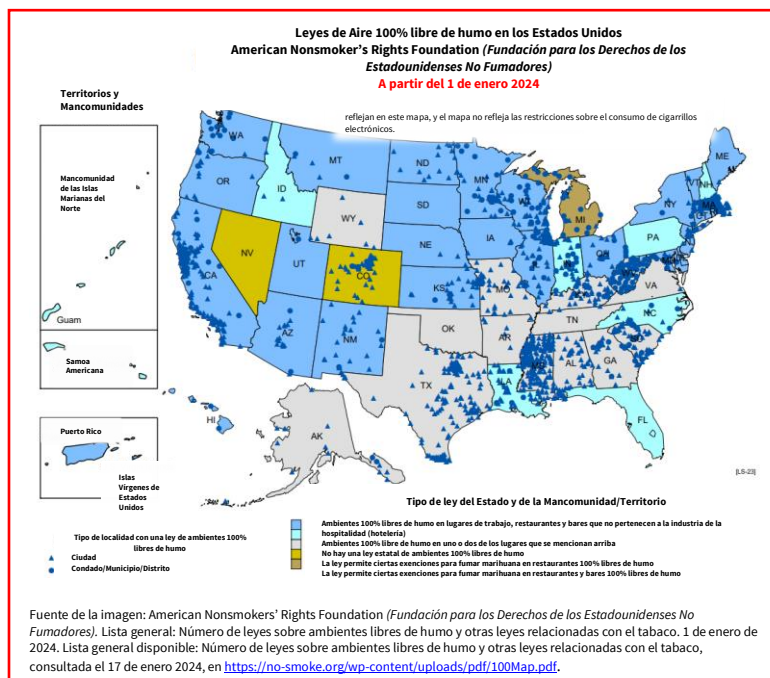 Leyes de Aire 100% libre de humo en los Estados Unidos
American Nonsmoker's Rights Foundation (Fundación para los Derechos de los
Estadounidenses No Fumadores)
A partir del 1 de enero 2024
Territorios y
Mancomunidades
reflejan en este mapa, y el mapa no refleja las restricciones sobre el consumo de cigarrillos
electrónicos.
Mancomunidad
de las Islas
Marianas del
Norte
Guam
Samoa
Americana
Puerto Rico
Islas
Vírgenes de
Estados
Unidos
WA
MT
ND
MN
ME
VT
NH
OR
ID
WY
SD
WI
MI
NY
MA
CT
NV
UT
CO
NE
IA
IL
IN
OH
PA
CA
KS
MO
KY
WV
VA
AZ
NM
OK
AR
TN
NC
SC
TX
LA
MS
AL
GA
FL
HI
AK
[LS-23]
Tipo de ley del Estado y de la Mancomunidad/Territorio
Tipo de localidad con una ley de ambientes 100%
libres de humo
Ciudad
Condado/Municipio/Distrito
Ambientes 100% libres de humo en lugares de trabajo, restaurantes y bares que no pertenecen a la industria de la
hospitalidad (hotelería)
Ambientes 100% libre de humo en uno o dos de los lugares que se mencionan arriba
No hay una ley estatal de ambientes 100% libres de humo
La ley permite ciertas exenciones para fumar marihuana en restaurantes 100% libres de humo
La ley permite ciertas exenciones para fumar marihuana en restaurantes y bares 100% libres de humo
Fuente de la imagen: American Nonsmokers' Rights Foundation (Fundación para los Derechos de los Estadounidenses No
Fumadores). Lista general: Número de leyes sobre ambientes libres de humo y otras leyes relacionadas con el tabaco. 1 de enero de
2024. Lista general disponible: Número de leyes sobre ambientes libres de humo y otras leyes relacionadas con el tabaco,
consultada el 17 de enero 2024, en https://no-smoke.org/wp-content/uploads/pdf/100Map.pdf.